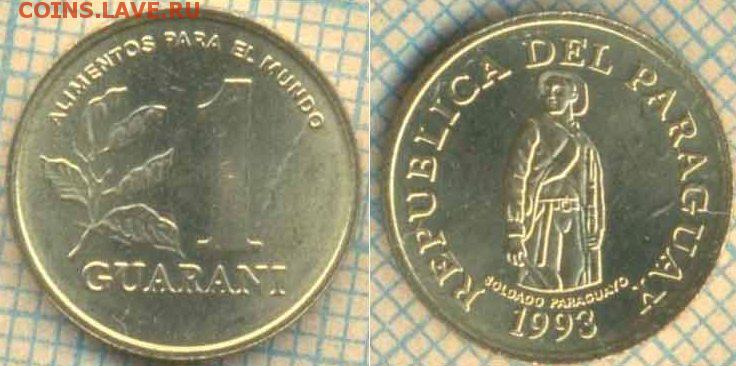 COINS.LAVE.RU
ALIMENTOS PARA EL MUNDO
1
GUARANI
REPUBLICA DEL PARAGUAY
SOLDADO PARAGUAYO
1993